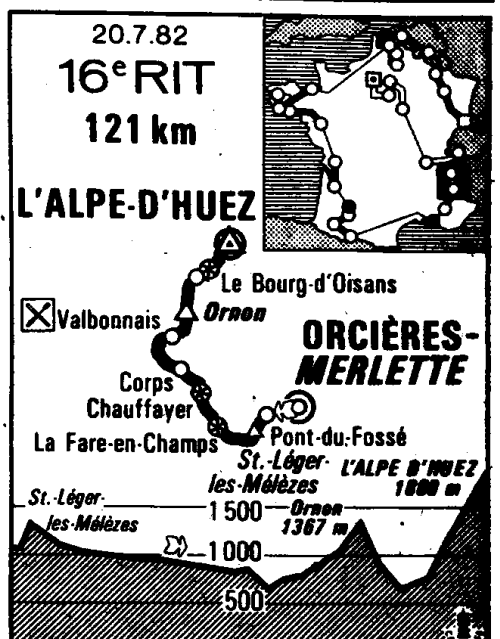 20.7.82
16e RIT
121 km
L'ALPE-D'HUEZ
Le Bourg-d'Oisans
Valbonnais
Ornon
ORCIÈRES-
MERLETTE
Corps
Chauffayer
La Fare-en-Champs
Pont-du-Fossé
St.-Léger-
les-Mélèzes
L'ALPE D'HUEZ
1860 m
St.-Léger-
les-Mélèzes
1500
Ornon
1367 m
1000
500